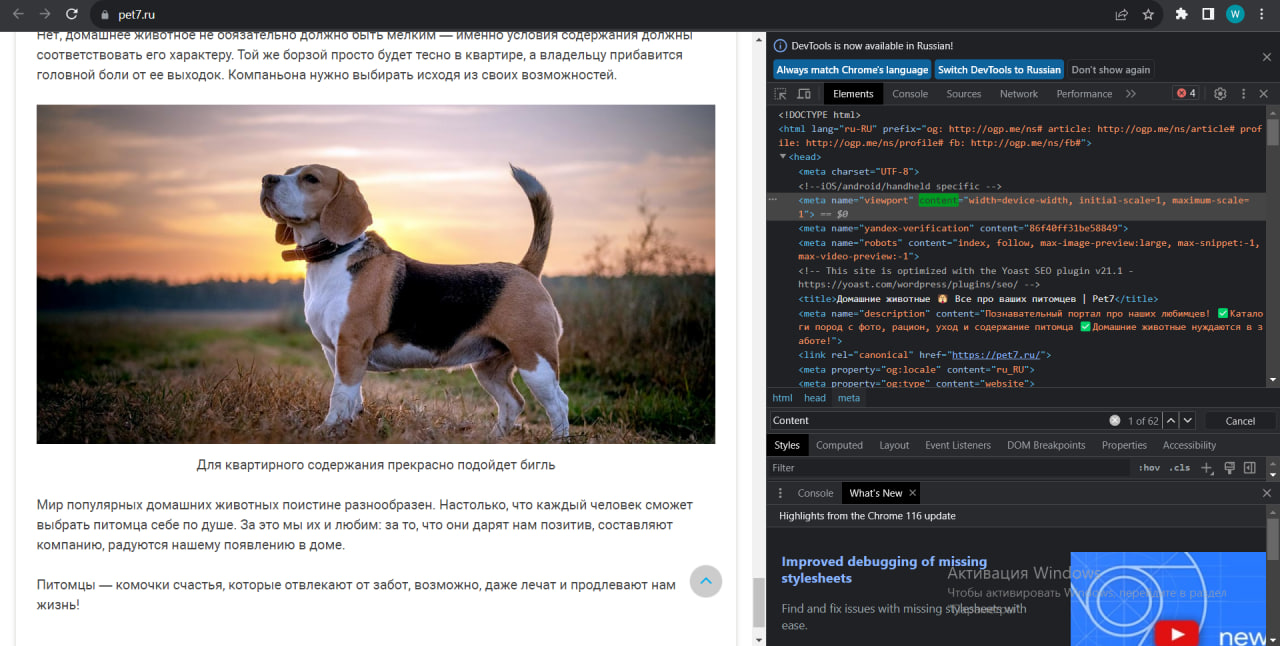 pet7.ru
W
Нет, домашнее животное не обязательно должно быть мелким — именно условия содержания должны
соответствовать его характеру. Той же борзой просто будет тесно в квартире, а владельцу прибавится
головной боли от ее выходок. Компаньона нужно выбирать исходя из своих возможностей.
Для квартирного содержания прекрасно подойдет бигль
Мир популярных домашних животных поистине разнообразен. Настолько, что каждый человек сможет
выбрать питомца себе по душе. За это мы их и любим: за то, что они дарят нам позитив, составляют
компанию, радуются нашему появлению в доме.
Питомцы — комочки счастья, которые отвлекают от забот, возможно, даже лечат и продлевают нам
жизнь!
DevTools is now available in Russian!
Always match Chrome's language Switch DevTools to Russian Don't show again
Elements Console Sources Network Performance 4
<!DOCTYPE html>
<html lang="ru-RU" prefix="og: http://ogp.me/ns# article: http://ogp.me/ns/article# prof
ile: http://ogp.me/ns/profile# fb: http://ogp.me/ns/fb#">
<head>
<meta charset="UTF-8">
<!--iOS/android/handheld specific -->
<meta name="viewport" content="width=device-width, initial-scale=1, maximum-scale=
1"> == $0
<meta name="yandex-verification" content="86f40ff31be58849">
<meta name="robots" content="index, follow, max-image-preview:large, max-snippet:-1,
max-video-preview:-1">
<!-- This site is optimized with the Yoast SEO plugin v21.1 -
https://yoast.com/wordpress/plugins/seo/ -->
<title>Домашние животные 🏠 Все про ваших питомцев | Pet7</title>
<meta name="description" content="Познавательный портал про наших любимцев! ✅Катало
ги пород с фото, рацион, уход и содержание питомца ✅Домашние животные нуждаются в з
аботе!">
<link rel="canonical" href="https://pet7.ru/">
<meta property="og:locale" content="ru_RU">
<meta property="og:type" content="website">
html head meta
Content 1 of 62 Cancel
Styles Computed Layout Event Listeners DOM Breakpoints Properties Accessibility
Filter :hov .cls
Console What's New
Highlights from the Chrome 116 update
Improved debugging of missing
stylesheets
Find and fix issues with missing stylesheets with
ease.
new
Активация Windows
Чтобы активировать Windows, перейдите в раздел
"Параметры".